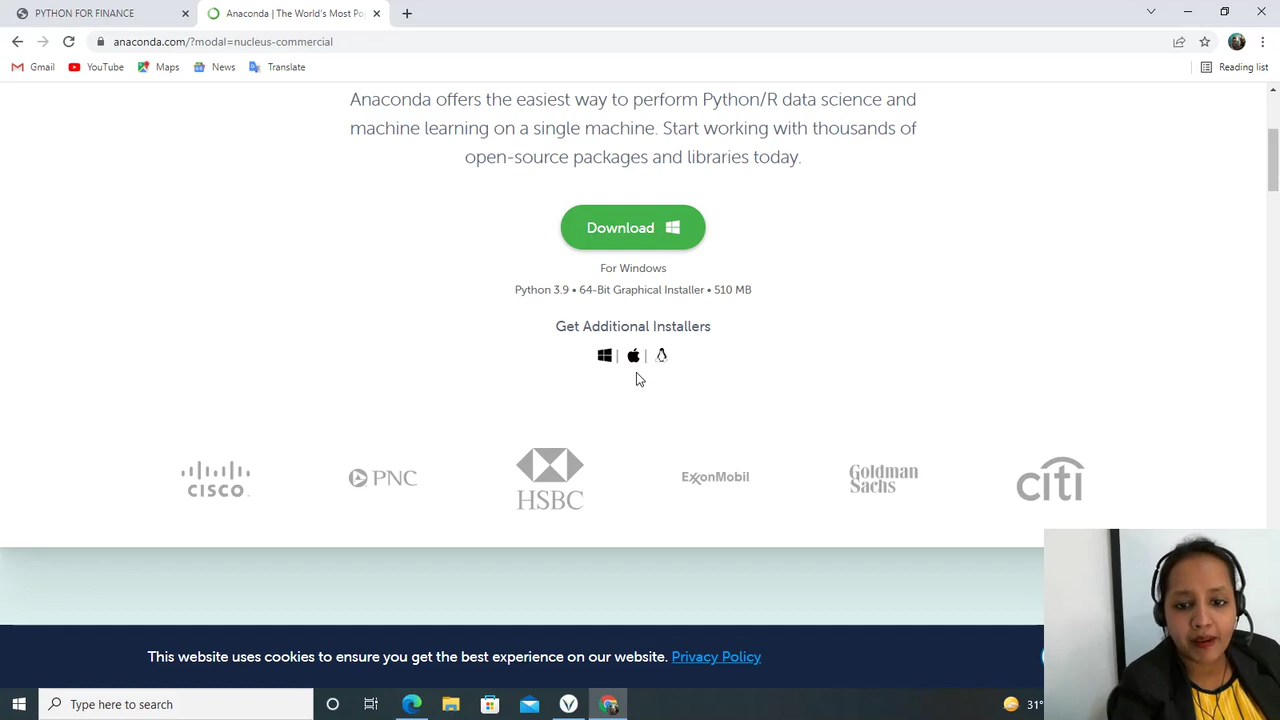 PYTHON FOR FINANCE
Anaconda | The World's Most Po
anaconda.com/?modal=nucleus-commercial
Gmail
YouTube
Maps
News
Translate
Reading list
Anaconda offers the easiest way to perform Python/R data science and
machine learning on a single machine. Start working with thousands of
open-source packages and libraries today.
Download
For Windows
Python 3.9 • 64-Bit Graphical Installer • 510 MB
Get Additional Installers
CISCO
PNC
HSBC
ExxonMobil
Goldman
Sachs
citi
This website uses cookies to ensure you get the best experience on our website. Privacy Policy
Type here to search
31°